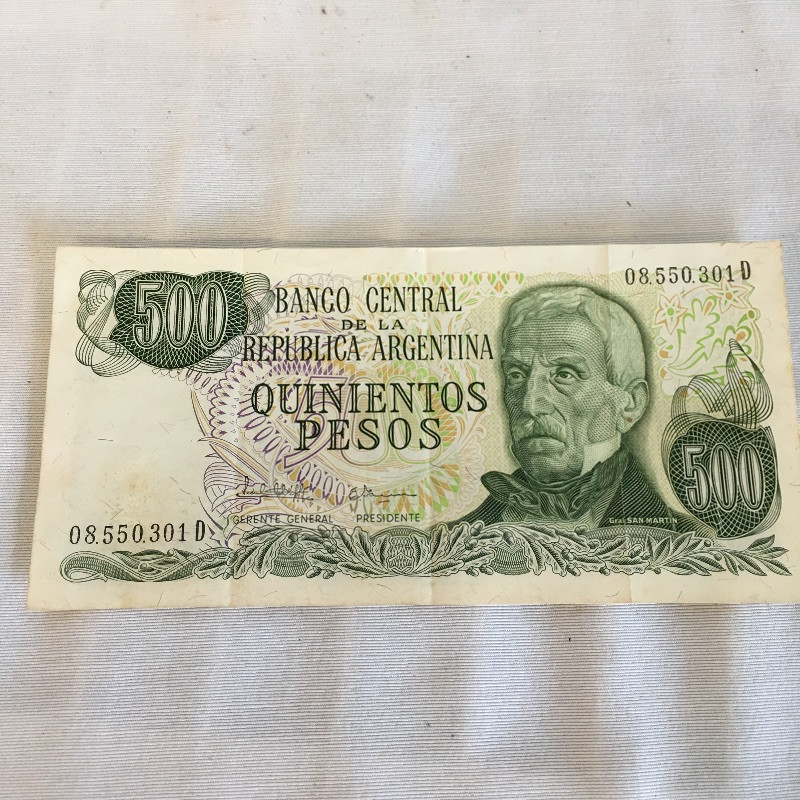 500
08.550.301 D
BANCO CENTRAL
DE LA
REPUBLICA ARGENTINA
QUINIENTOS
PESOS
500
GERENTE GENERAL PRESIDENTE
Gral. SAN MARTIN
08.550.301 D